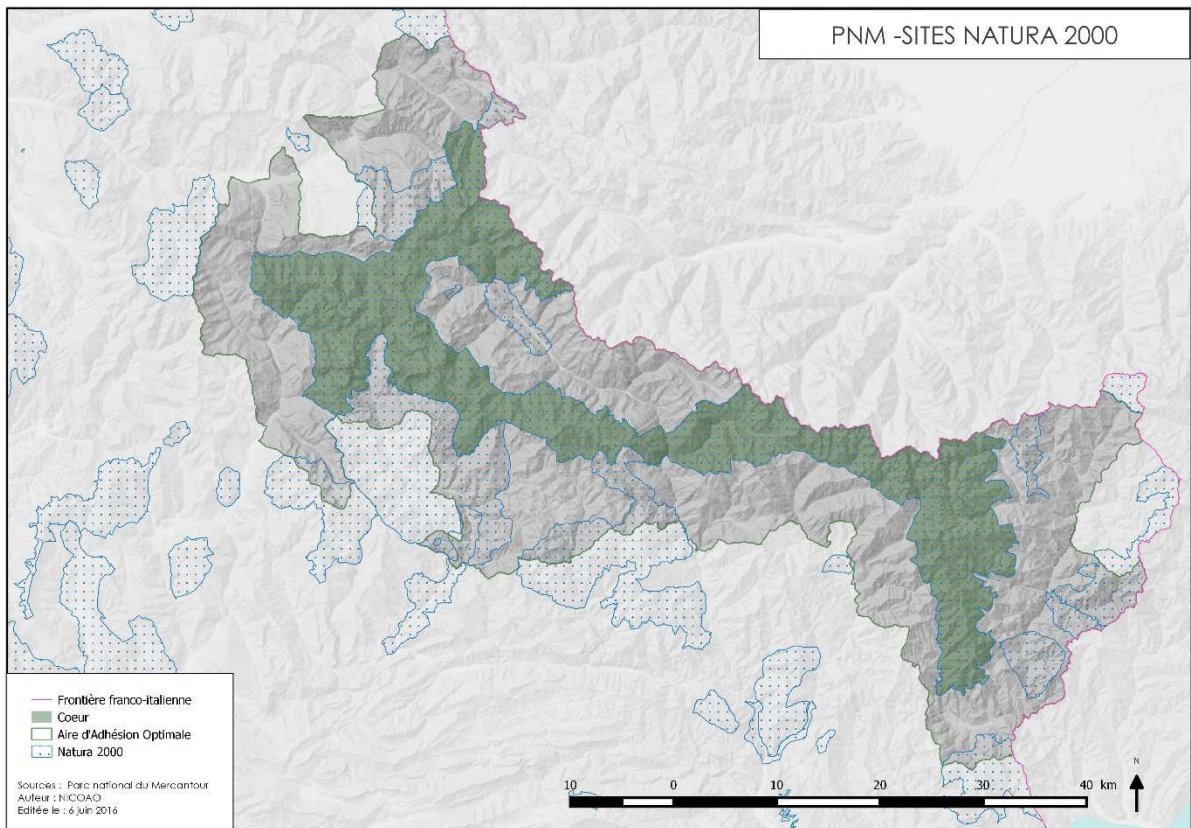 PNM -SITES NATURA 2000
Frontière franco-italienne
Coeur
Aire d'Adhésion Optimale
Natura 2000
Sources : Parc national du Mercantour
Auteur : NICOAO
Editée le : 6 juin 2016
10 0 10 20 30 40 km
N